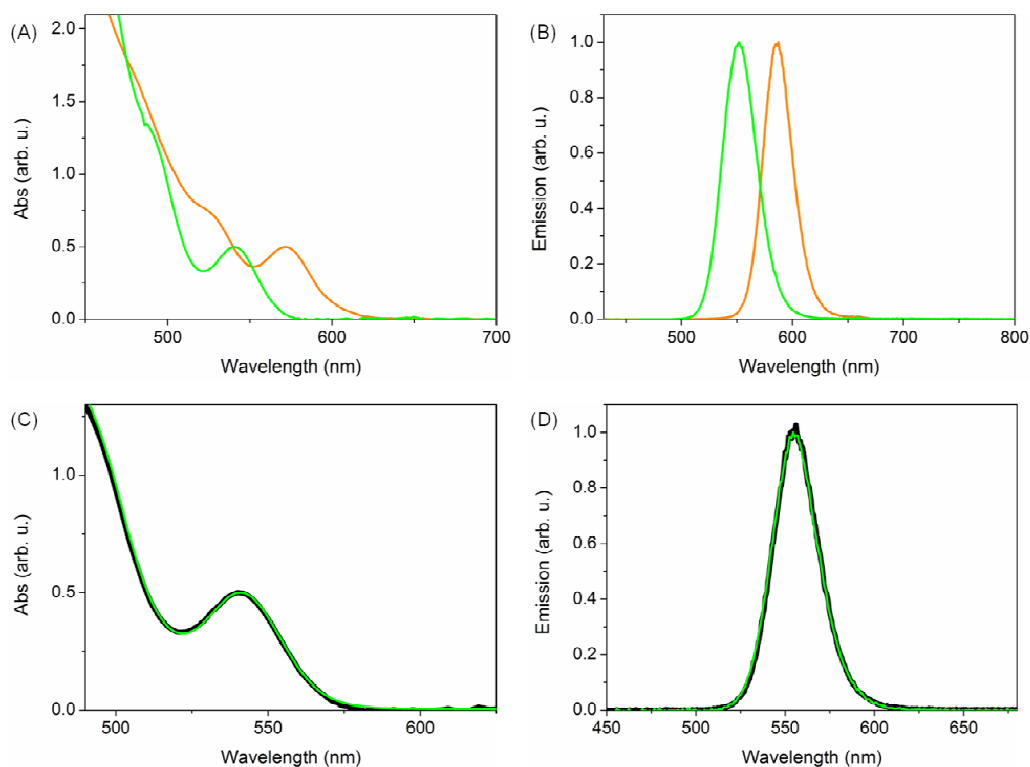 (A)
2.0
1.5
1.0
0.5
0.0
Abs (arb. u.)
500
600
700
Wavelength (nm)
(B)
1.0
0.8
0.6
0.4
0.2
0.0
Emission (arb. u.)
500
600
700
800
Wavelength (nm)
(C)
1.0
0.5
0.0
Abs (arb. u.)
500
550
600
Wavelength (nm)
(D)
1.0
0.8
0.6
0.4
0.2
0.0
Emission (arb. u.)
450
500
550
600
650
Wavelength (nm)